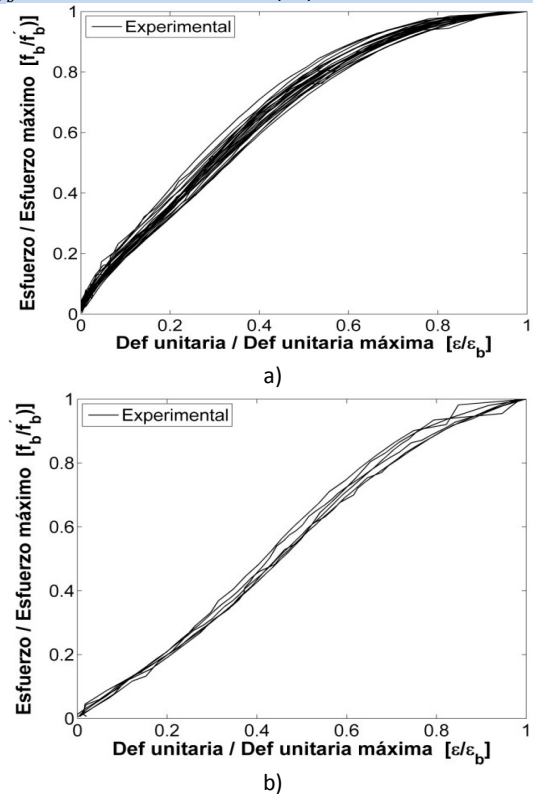 Experimental
Esfuerzo / Esfuerzo máximo [f_b/f'_b)]
1
0.8
0.6
0.4
0.2
0
0 0.2 0.4 0.6 0.8 1
Def unitaria / Def unitaria máxima [ε/ε_b]
a)
Experimental
Esfuerzo / Esfuerzo máximo [f_b/f'_b)]
1
0.8
0.6
0.4
0.2
0
0 0.2 0.4 0.6 0.8 1
Def unitaria / Def unitaria máxima [ε/ε_b]
b)